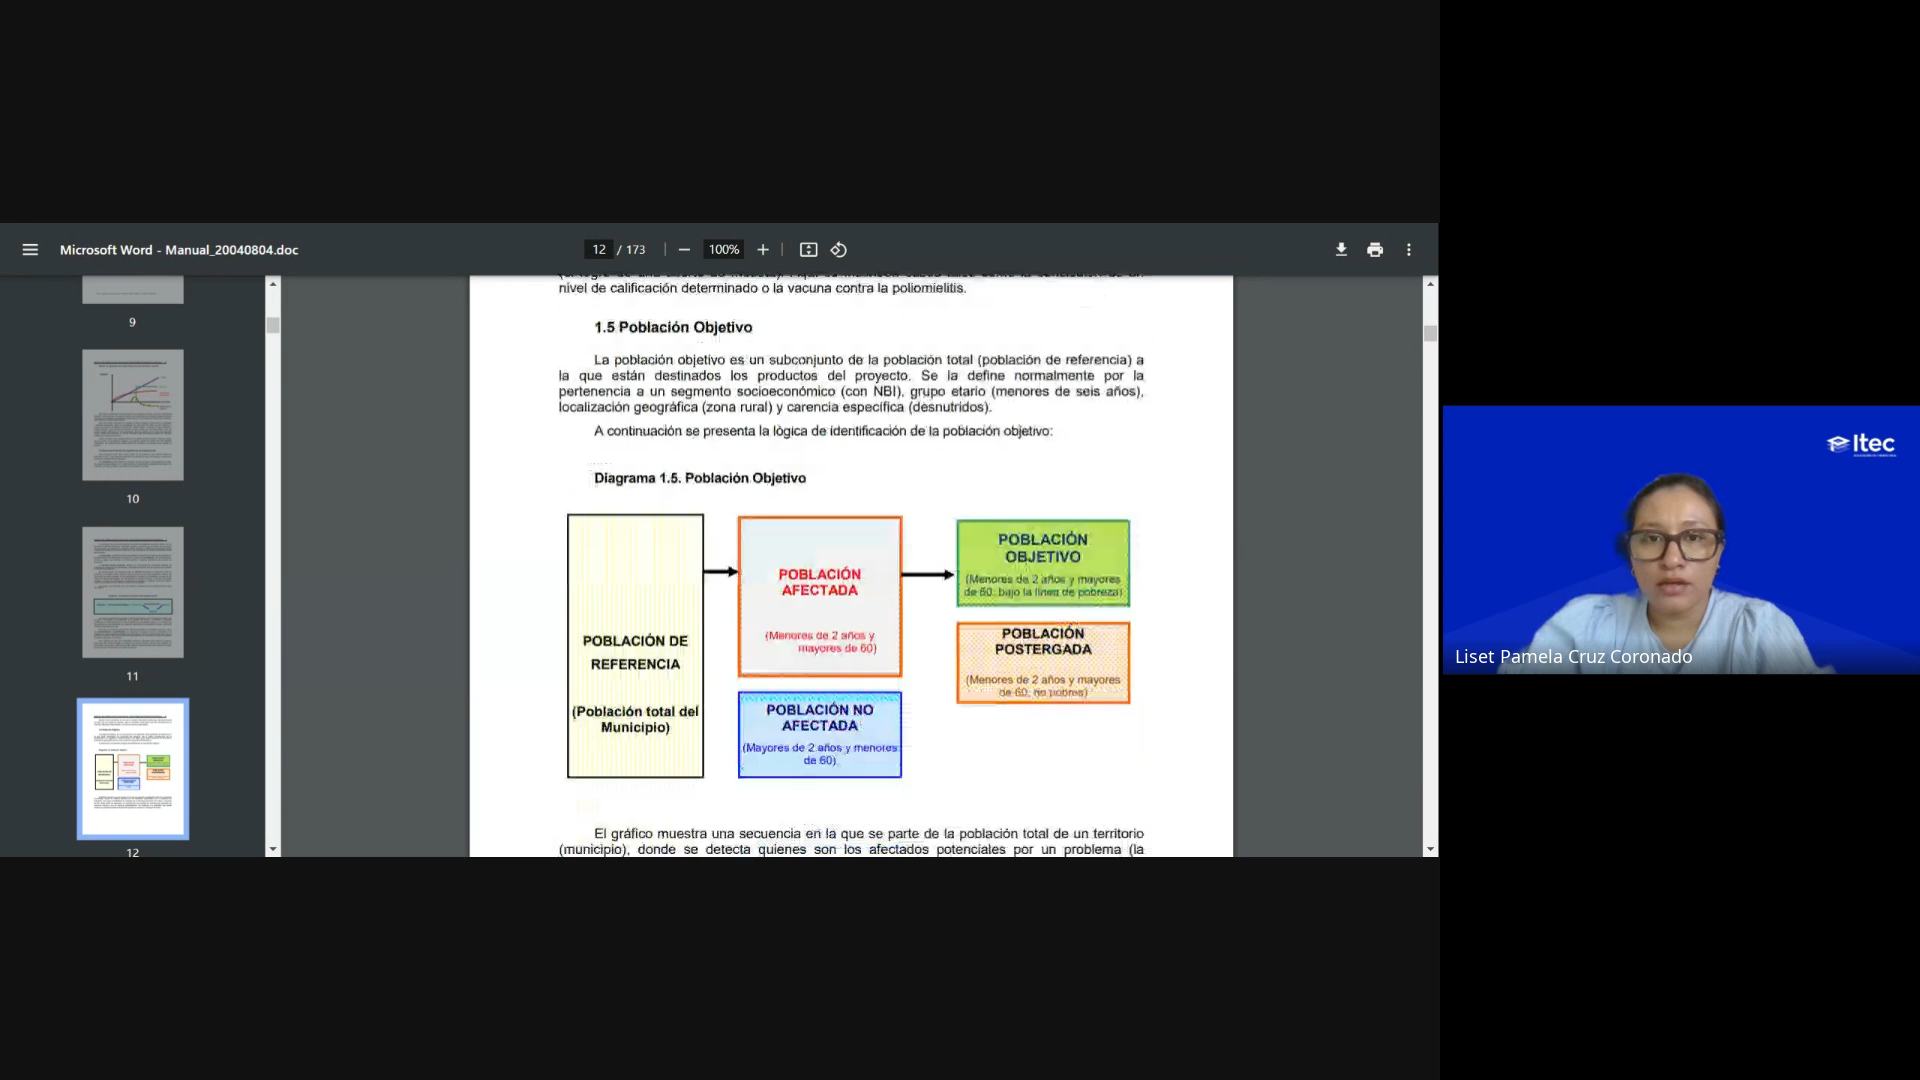 Microsoft Word - Manual_20040804.doc
12 / 173
100%
9
10
11
12
nivel de calificación determinado o la vacuna contra la poliomielitis.
1.5 Población Objetivo
La población objetivo es un subconjunto de la población total (población de referencia) a
la que están destinados los productos del proyecto. Se la define normalmente por la
pertenencia a un segmento socioeconómico (con NBI), grupo etario (menores de seis años),
localización geográfica (zona rural) y carencia específica (desnutridos).
A continuación se presenta la lógica de identificación de la población objetivo:
Diagrama 1.5. Población Objetivo
POBLACIÓN DE
REFERENCIA
(Población total del
Municipio)
POBLACIÓN
AFECTADA
(Menores de 2 años y
mayores de 60)
POBLACIÓN NO
AFECTADA
(Mayores de 2 años y menores
de 60)
POBLACIÓN
OBJETIVO
(Menores de 2 años y mayores
de 60, bajo la línea de pobreza)
POBLACIÓN
POSTERGADA
(Menores de 2 años y mayores
de 60, no pobres)
El gráfico muestra una secuencia en la que se parte de la población total de un territorio
(municipio), donde se detecta quienes son los afectados potenciales por un problema (la
Itec
Liset Pamela Cruz Coronado